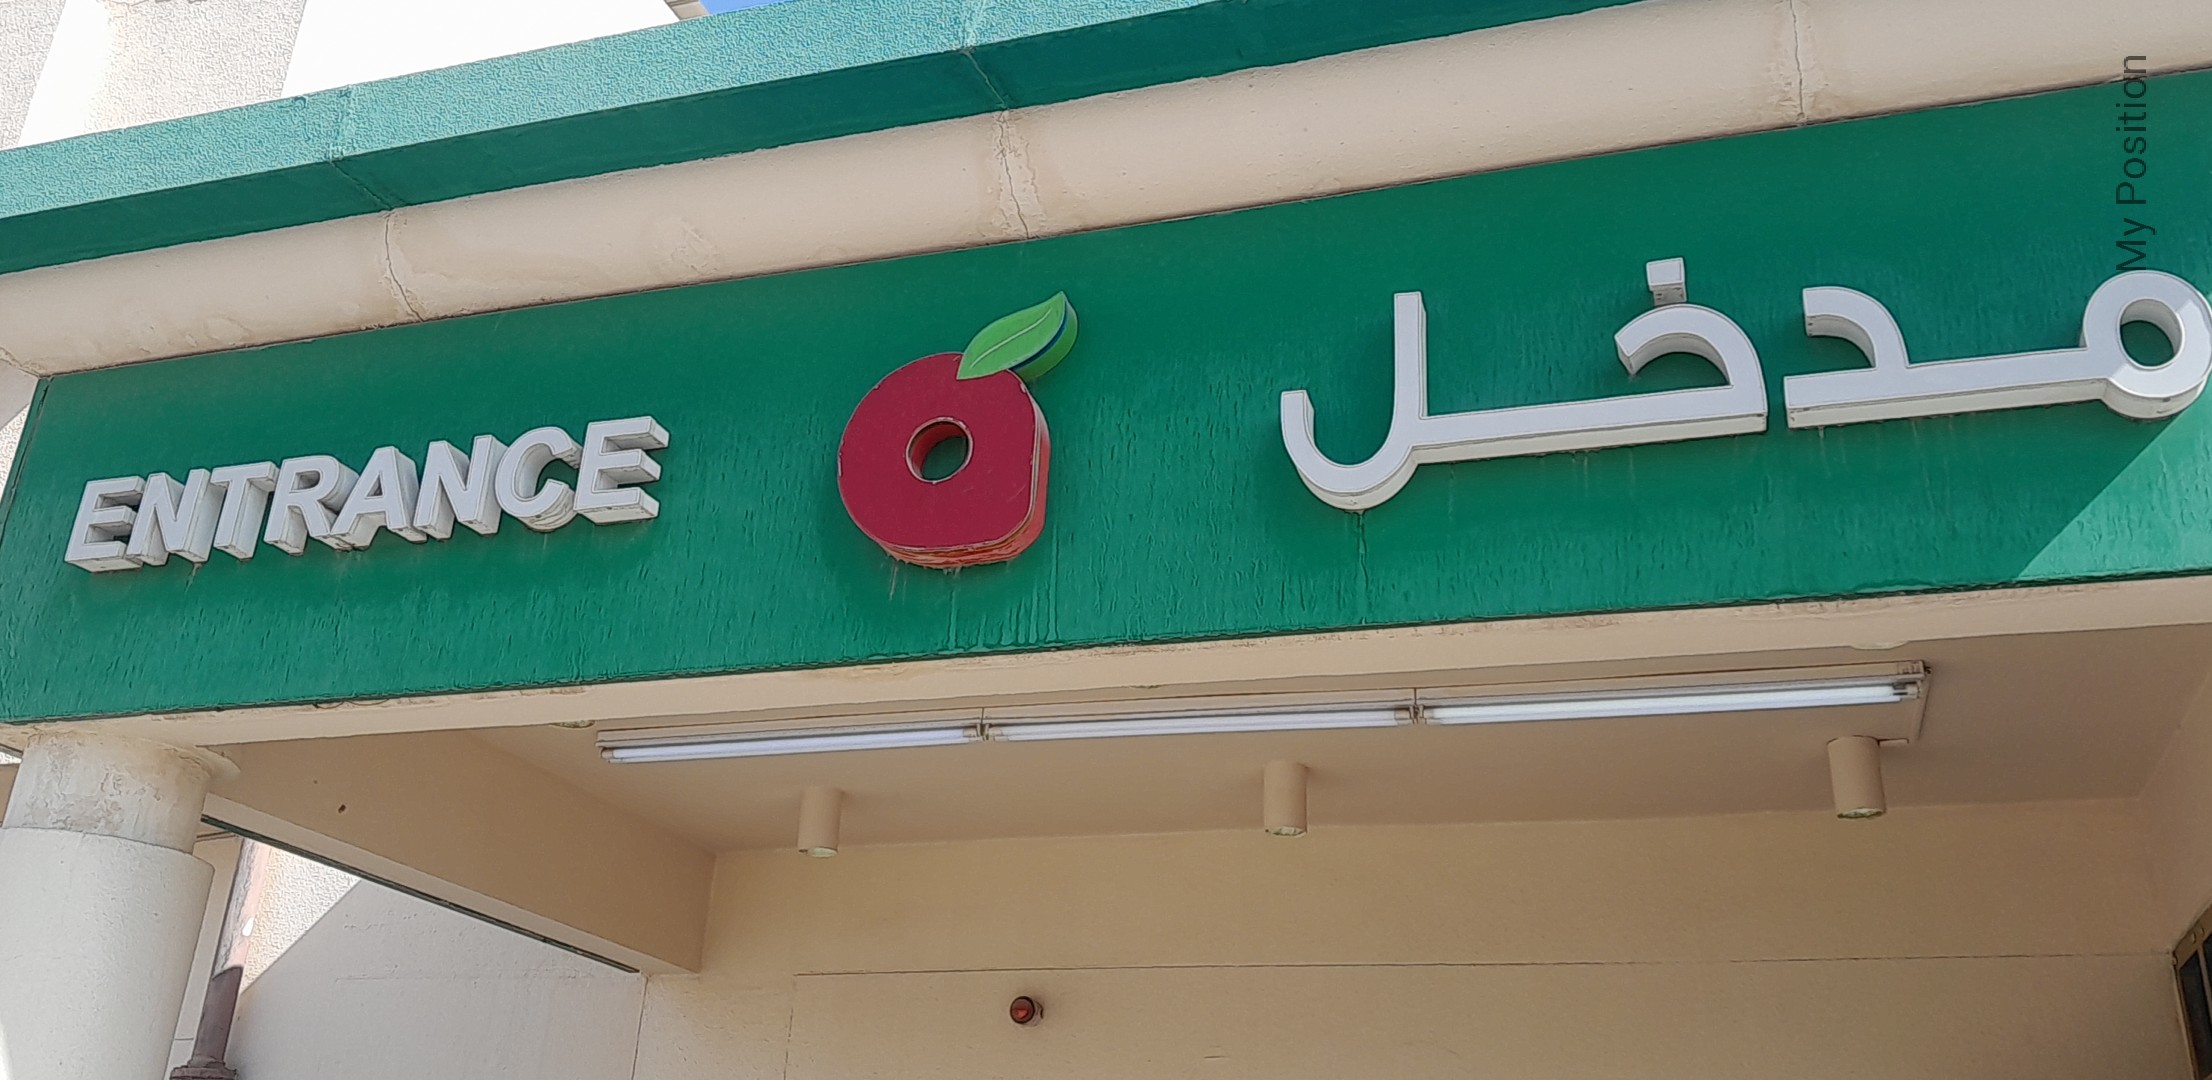 ENTRANCE
مدخل
My Position